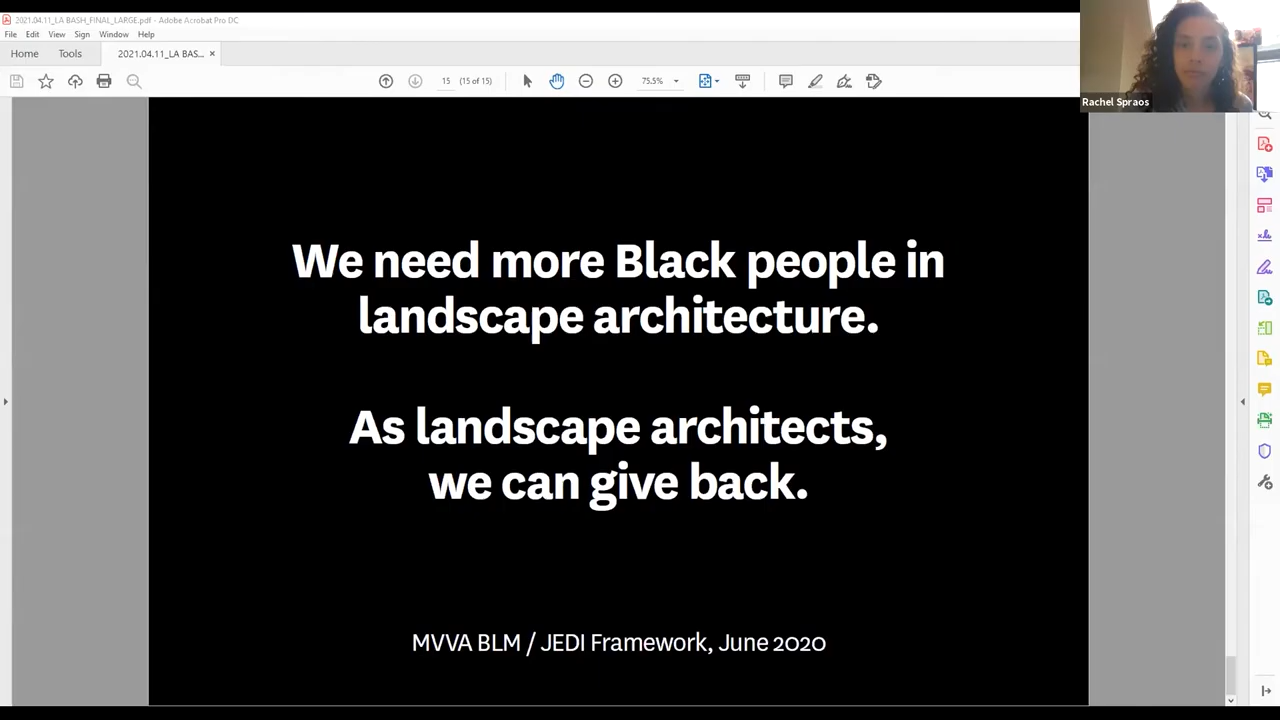 2021.04.11_LA BASH_FINAL_LARGE.pdf - Adobe Acrobat Pro DC
File Edit View Sign Window Help
Home Tools 2021.04.11_LA BAS... ×
15 (15 of 15) 75.5%
Rachel Spraos
We need more Black people in
landscape architecture.
As landscape architects,
we can give back.
MVVA BLM / JEDI Framework, June 2020